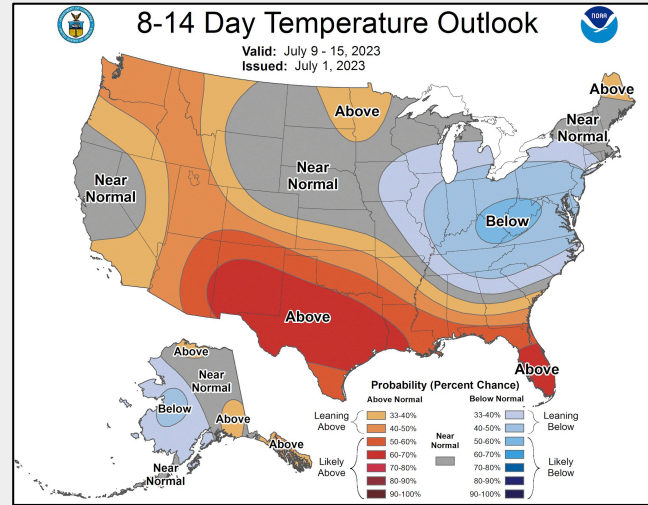 8-14 Day Temperature Outlook
NOAA
Valid: July 9 - 15, 2023
Issued: July 1, 2023
Above
Above
Near
Normal
Near
Normal
Near
Normal
Below
Above
Above
Above
Near
Normal
Below
Above
Above
Near
Normal
Probability (Percent Chance)
Above Normal
Below Normal
Leaning
Above
33-40%
40-50%
Likely
Above
50-60%
60-70%
70-80%
80-90%
90-100%
Near
Normal
33-40%
40-50%
Leaning
Below
50-60%
60-70%
70-80%
80-90%
90-100%
Likely
Below